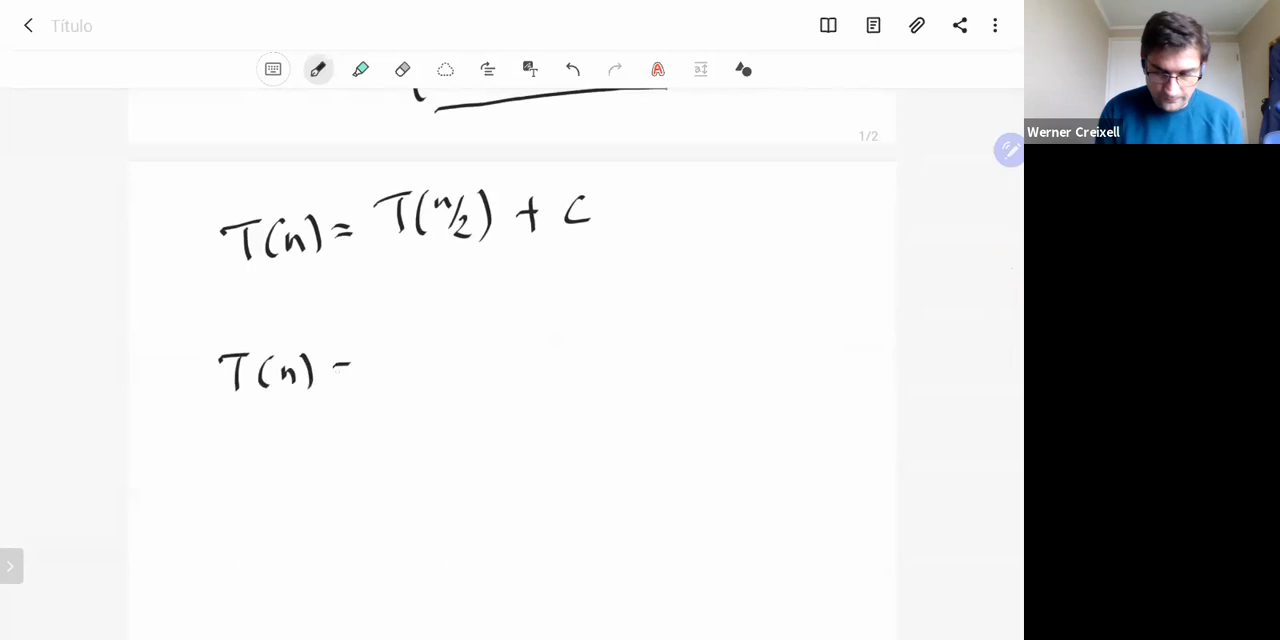 Título
1/2
Werner Creixell
T(n) = T(n/2) + C
T(n) =